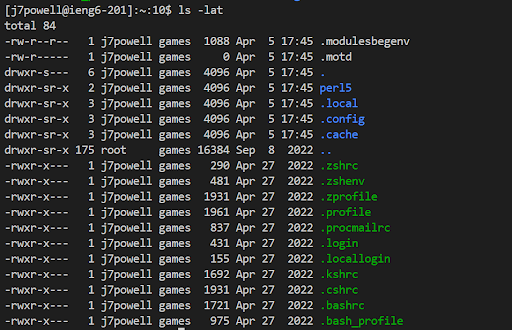 [j7powell@ieng6-201]:~:10$ ls -lat
total 84
-rw-r--r--   1 j7powell games  1088 Apr  5 17:45 .modulesbegenv
-rw-r-----   1 j7powell games     0 Apr  5 17:45 .motd
drwxr-s---   6 j7powell games  4096 Apr  5 17:45 .
drwxr-sr-x   2 j7powell games  4096 Apr  5 17:45 perl5
drwxr-sr-x   3 j7powell games  4096 Apr  5 17:45 .local
drwxr-sr-x   3 j7powell games  4096 Apr  5 17:45 .config
drwxr-sr-x   3 j7powell games  4096 Apr  5 17:45 .cache
drwxr-sr-x 175 root     games 16384 Sep  8  2022 ..
-rwxr-x---   1 j7powell games   290 Apr 27  2022 .zshrc
-rwxr-x---   1 j7powell games   481 Apr 27  2022 .zshenv
-rwxr-x---   1 j7powell games  1931 Apr 27  2022 .zprofile
-rwxr-x---   1 j7powell games  1961 Apr 27  2022 .profile
-rwxr-x---   1 j7powell games   837 Apr 27  2022 .procmailrc
-rwxr-x---   1 j7powell games   431 Apr 27  2022 .login
-rwxr-x---   1 j7powell games   155 Apr 27  2022 .locallogin
-rwxr-x---   1 j7powell games  1692 Apr 27  2022 .kshrc
-rwxr-x---   1 j7powell games  1931 Apr 27  2022 .cshrc
-rwxr-x---   1 j7powell games  1721 Apr 27  2022 .bashrc
-rwxr-x---   1 j7powell games   975 Apr 27  2022 .bash_profile